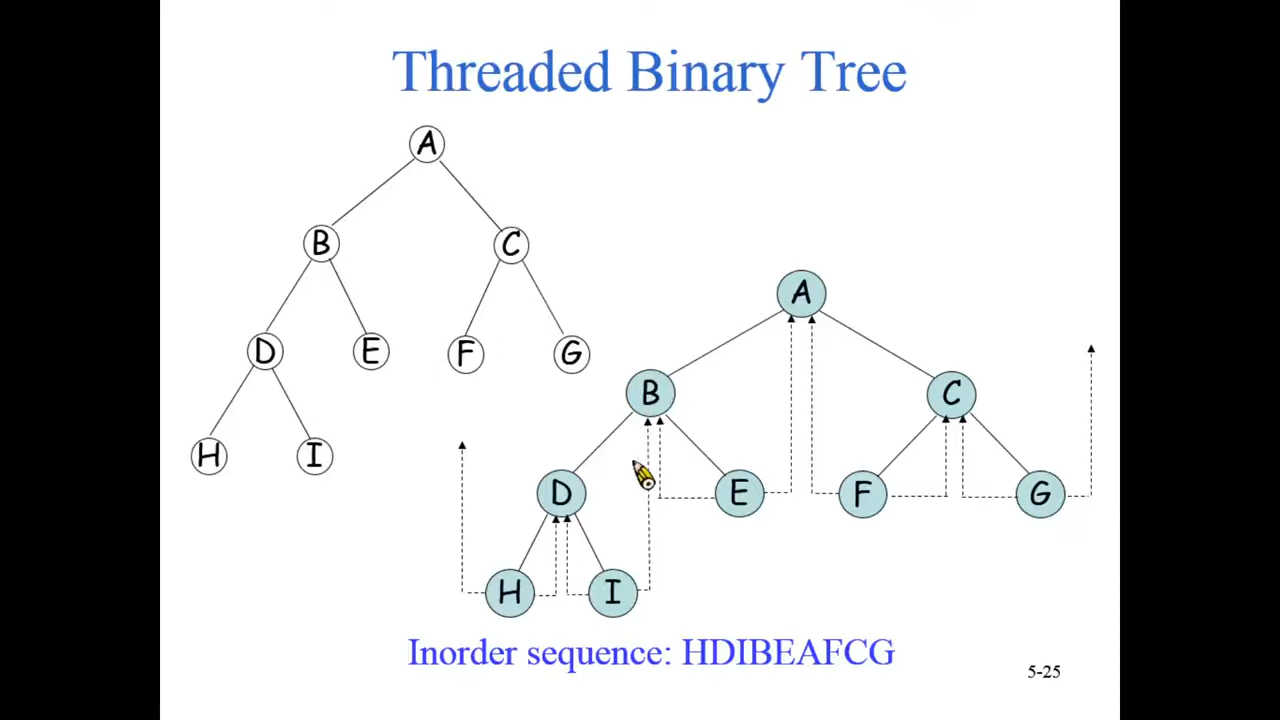 Threaded Binary Tree
A
B
C
D
E
F
G
H
I
A
B
C
D
E
F
G
H
I
Inorder sequence: HDIBEAFCG
5-25